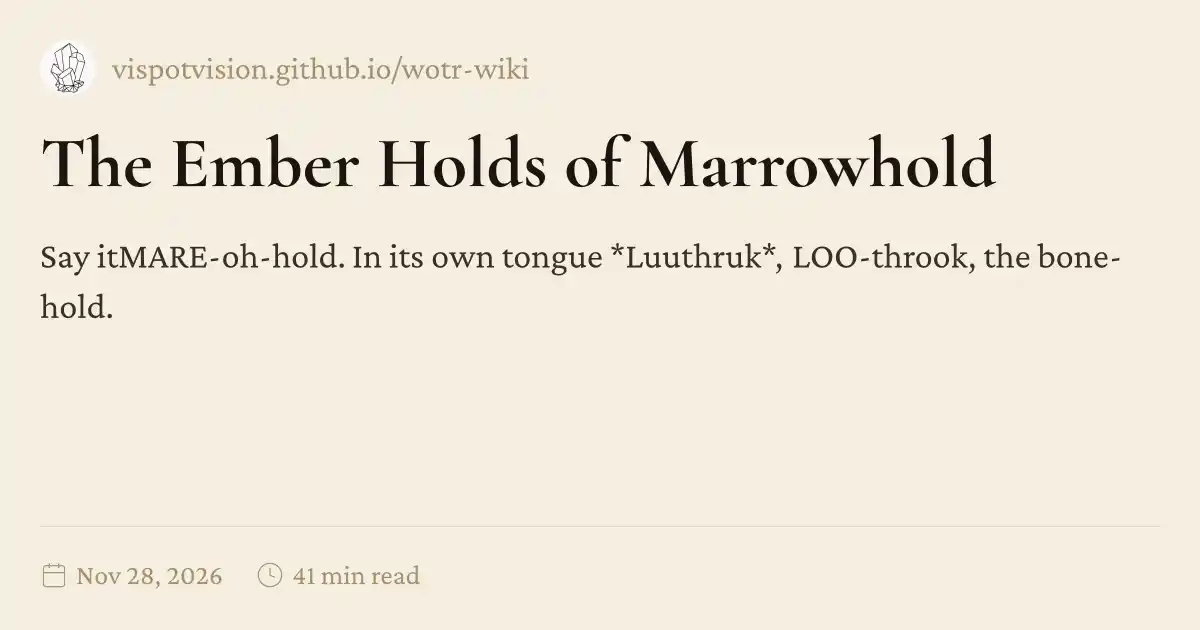 vispotvision.github.io/wotr-wiki
The Ember Holds of Marrowhold
Say itMARE-oh-hold. In its own tongue *Luuthruk*, LOO-throok, the bone-
hold.
Nov 28, 2026 41 min read